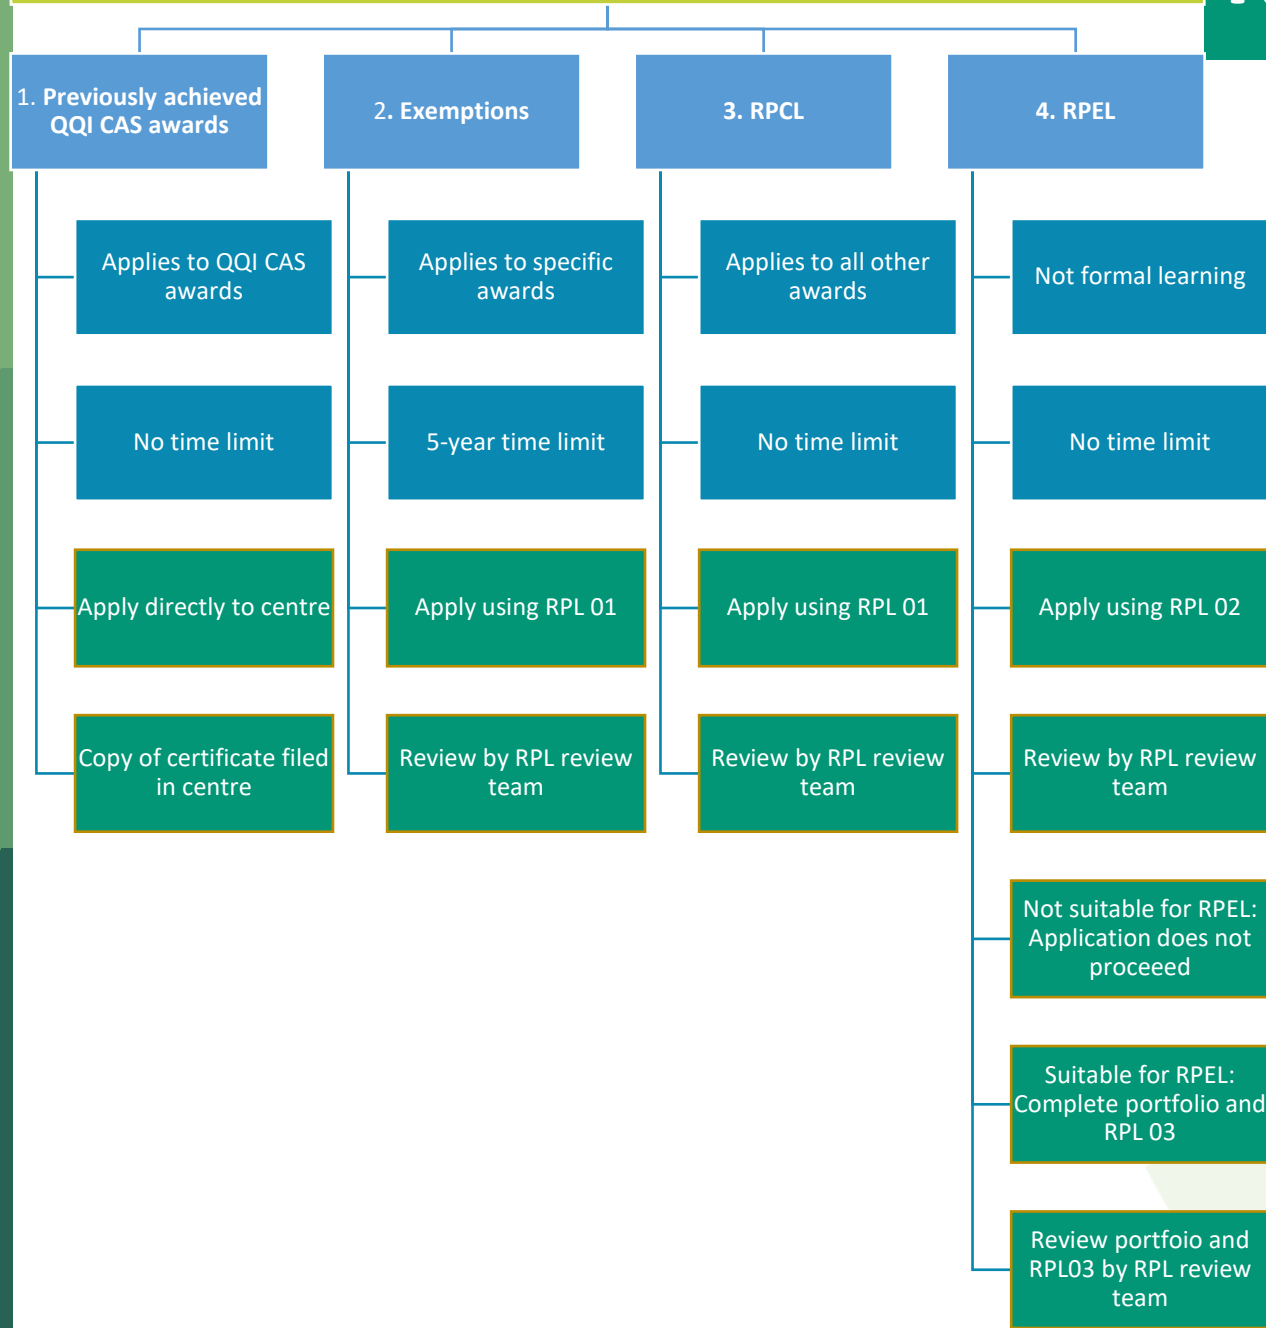 1. Previously achieved
QQI CAS awards
2. Exemptions
3. RPCL
4. RPEL
Applies to QQI CAS
awards
Applies to specific
awards
Applies to all other
awards
Not formal learning
No time limit
5-year time limit
No time limit
No time limit
Apply directly to centre
Apply using RPL 01
Apply using RPL 01
Apply using RPL 02
Copy of certificate filed
in centre
Review by RPL review
team
Review by RPL review
team
Review by RPL review
team
Not suitable for RPEL:
Application does not
proceeed
Suitable for RPEL:
Complete portfolio and
RPL 03
Review portfoio and
RPL03 by RPL review
team